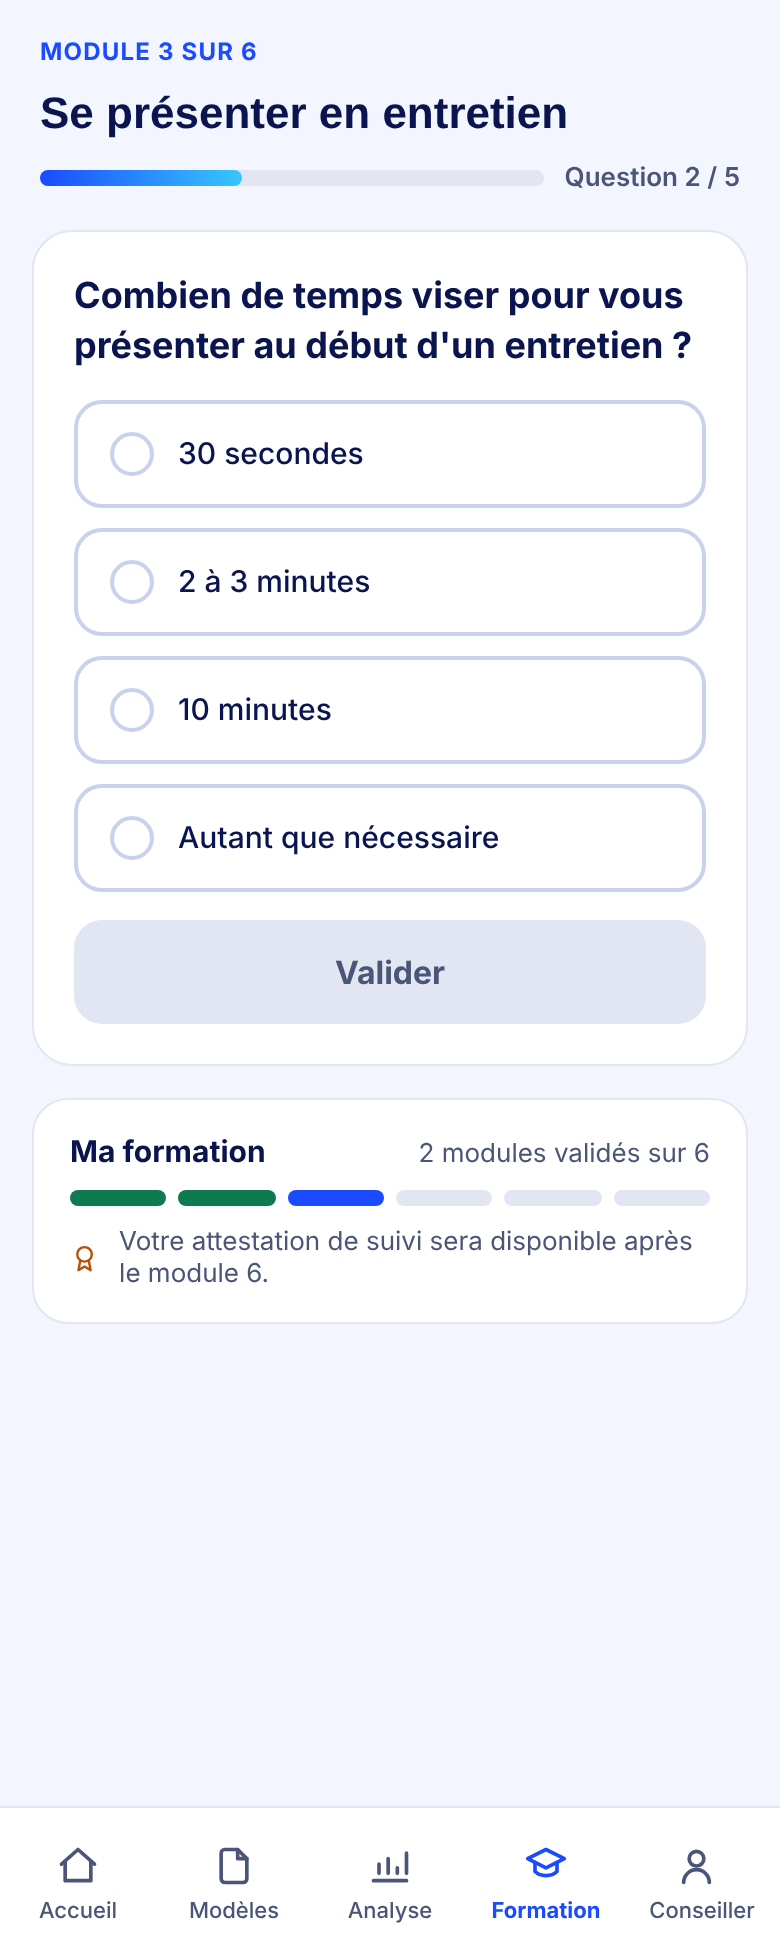 MODULE 3 SUR 6
Se présenter en entretien
Question 2 / 5
Combien de temps viser pour vous
présenter au début d'un entretien ?
30 secondes
2 à 3 minutes
10 minutes
Autant que nécessaire
Valider
Ma formation
2 modules validés sur 6
Votre attestation de suivi sera disponible après
le module 6.
Accueil
Modèles
Analyse
Formation
Conseiller